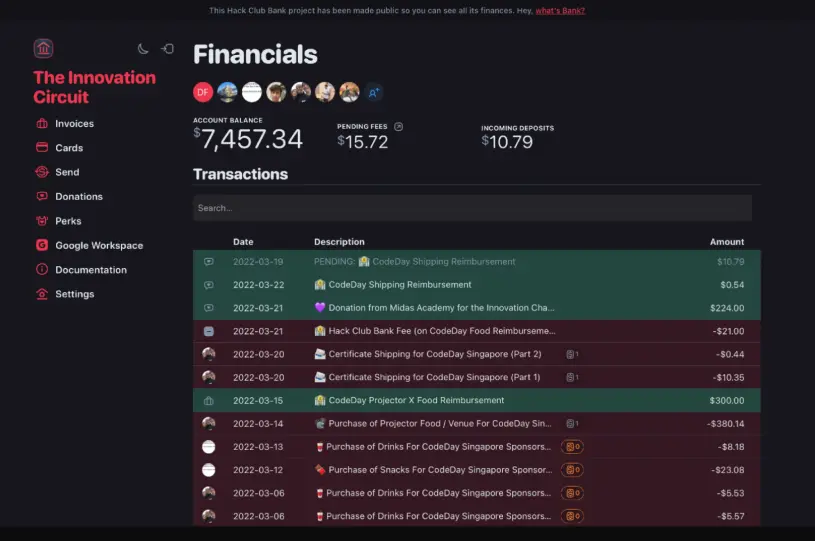 This Hack Club Bank project has been made public so you can see all its finances. Hey, what's Bank?
The Innovation
Circuit
Invoices
Cards
Send
Donations
Perks
Google Workspace
Documentation
Settings
Financials
DF
ACCOUNT BALANCE
$7,457.34
PENDING FEES
$15.72
INCOMING DEPOSITS
$10.79
Transactions
Search...
Date Description Amount
2022-03-19 PENDING: CodeDay Shipping Reimbursement $10.79
2022-03-22 CodeDay Shipping Reimbursement $0.54
2022-03-21 Donation from Midas Academy for the Innovation Cha... $224.00
2022-03-21 Hack Club Bank Fee (on CodeDay Food Reimburseme... -$21.00
2022-03-20 Certificate Shipping for CodeDay Singapore (Part 2) 1 -$0.44
2022-03-20 Certificate Shipping for CodeDay Singapore (Part 1) 1 -$10.35
2022-03-15 CodeDay Projector X Food Reimbursement $300.00
2022-03-14 Purchase of Projector Food / Venue For CodeDay Sin... 1 -$380.14
2022-03-13 Purchase of Drinks For CodeDay Singapore Sponsors... 0 -$8.18
2022-03-12 Purchase of Snacks For CodeDay Singapore Sponsor... 0 -$23.08
2022-03-06 Purchase of Drinks For CodeDay Singapore Sponsors... 0 -$5.53
2022-03-06 Purchase of Drinks For CodeDay Singapore Sponsors... 0 -$5.57